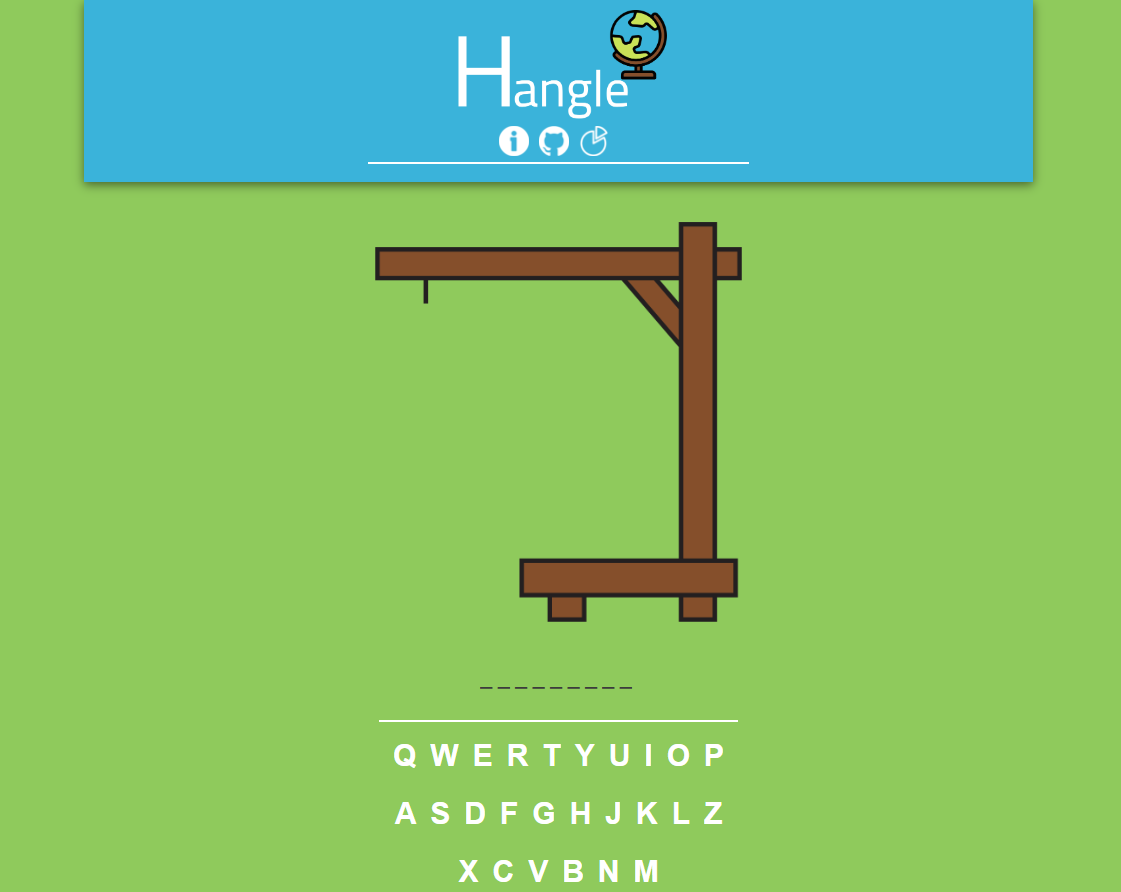 Hangle
_ _ _ _ _ _ _ _ _
Q W E R T Y U I O P
A S D F G H J K L Z
X C V B N M